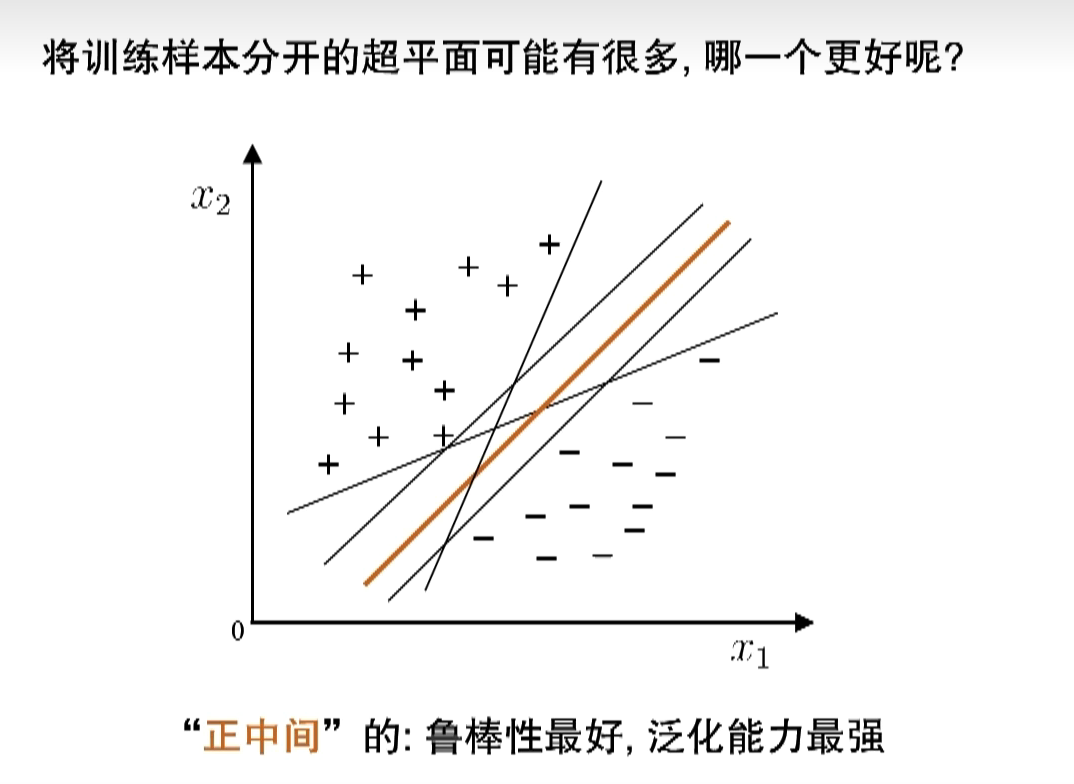 将训练样本分开的超平面可能有很多, 哪一个更好呢?
x₂
0
x₁
“正中间”的: 鲁棒性最好, 泛化能力最强